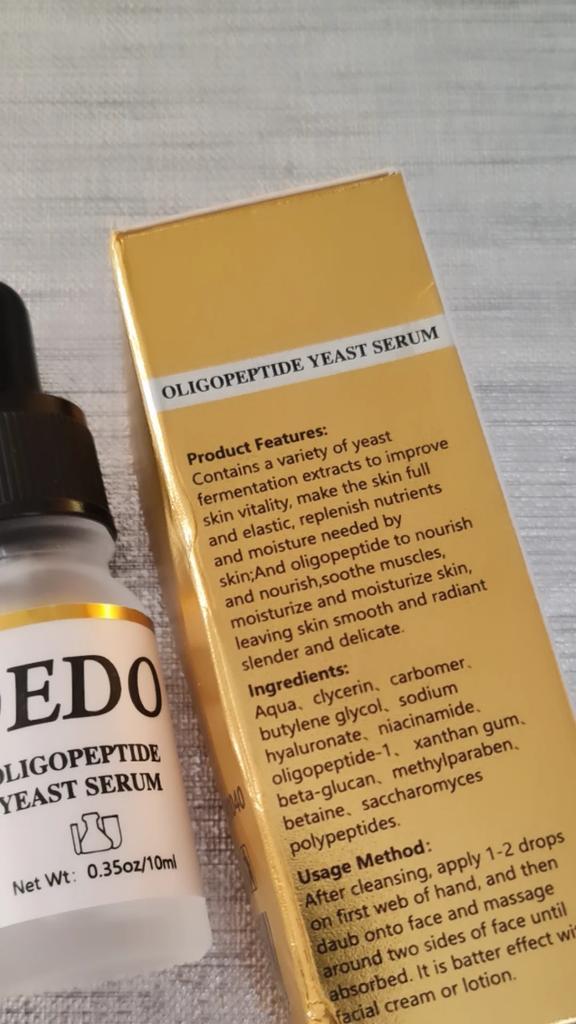 OLIGOPEPTIDE YEAST SERUM
Product Features:
Contains a variety of yeast
fermentation extracts to improve
skin vitality, make the skin full
and elastic, replenish nutrients
and moisture needed by
skin;And oligopeptide to nourish
and nourish,soothe muscles,
moisturize and moisturize skin,
leaving skin smooth and radiant
slender and delicate.
Ingredients:
Aqua、clycerin、carbomer、
butylene glycol、sodium
hyaluronate、niacinamide、
oligopeptide-1、xanthan gum、
beta-glucan、methylparaben、
betaine、saccharomyces
polypeptides.
Usage Method:
After cleansing, apply 1-2 drops
on first web of hand, and then
daub onto face and massage
around two sides of face until
absorbed. It is batter effect wi
facial cream or lotion.
OEDO
OLIGOPEPTIDE
YEAST SERUM
Net Wt: 0.35oz/10ml